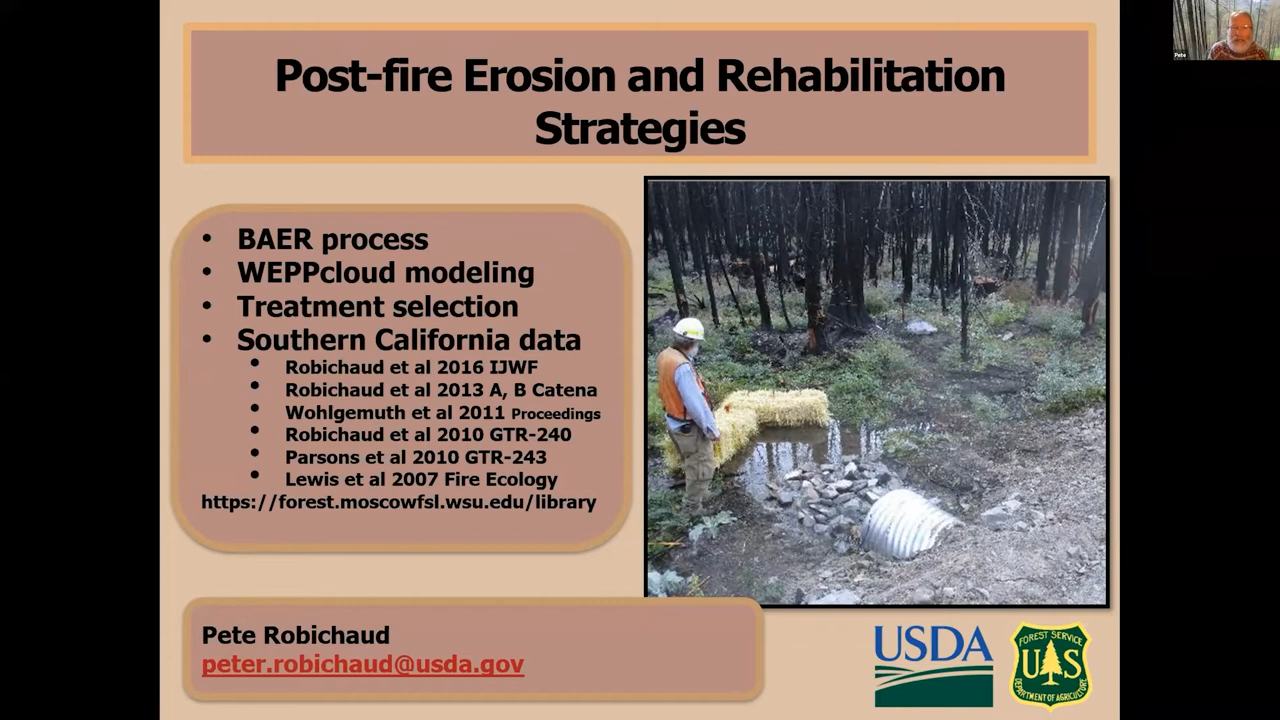 Post-fire Erosion and Rehabilitation
Strategies
• BAER process
• WEPPcloud modeling
• Treatment selection
• Southern California data
• Robichaud et al 2016 IJWF
• Robichaud et al 2013 A, B Catena
• Wohlgemuth et al 2011 Proceedings
• Robichaud et al 2010 GTR-240
• Parsons et al 2010 GTR-243
• Lewis et al 2007 Fire Ecology
https://forest.moscowfsl.wsu.edu/library
Pete Robichaud
peter.robichaud@usda.gov
USDA
FOREST SERVICE
U S
DEPARTMENT OF AGRICULTURE
Pete